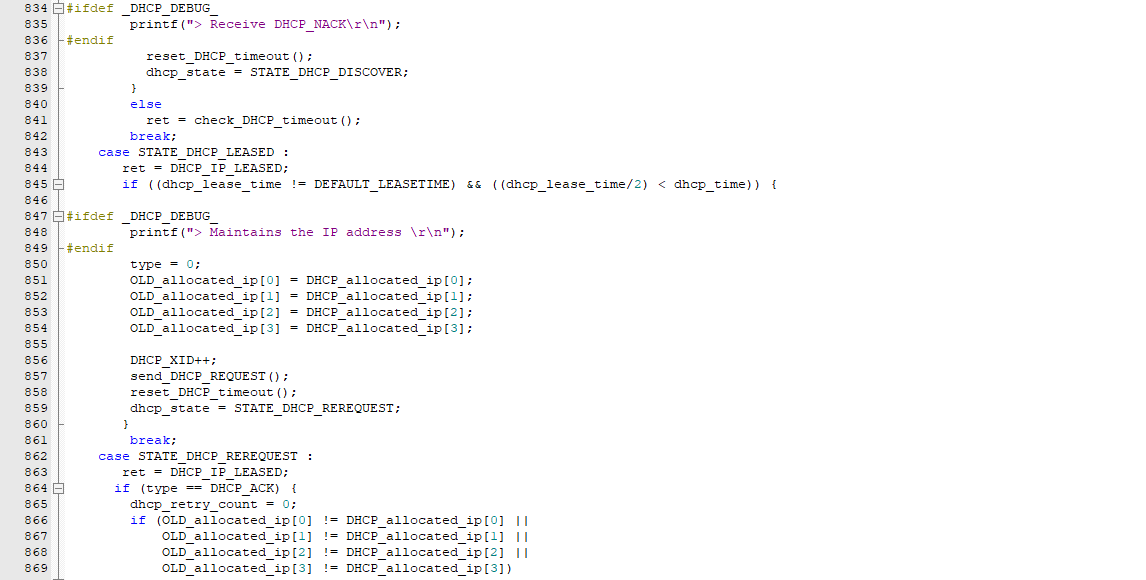 834 #ifdef _DHCP_DEBUG_
835 printf("> Receive DHCP_NACK\r\n");
836 #endif
837 reset_DHCP_timeout();
838 dhcp_state = STATE_DHCP_DISCOVER;
839 }
840 else
841 ret = check_DHCP_timeout();
842 break;
843 case STATE_DHCP_LEASED :
844 ret = DHCP_IP_LEASED;
845 if ((dhcp_lease_time != DEFAULT_LEASETIME) && ((dhcp_lease_time/2) < dhcp_time)) {
846
847 #ifdef _DHCP_DEBUG_
848 printf("> Maintains the IP address \r\n");
849 #endif
850 type = 0;
851 OLD_allocated_ip[0] = DHCP_allocated_ip[0];
852 OLD_allocated_ip[1] = DHCP_allocated_ip[1];
853 OLD_allocated_ip[2] = DHCP_allocated_ip[2];
854 OLD_allocated_ip[3] = DHCP_allocated_ip[3];
855
856 DHCP_XID++;
857 send_DHCP_REQUEST();
858 reset_DHCP_timeout();
859 dhcp_state = STATE_DHCP_REREQUEST;
860 }
861 break;
862 case STATE_DHCP_REREQUEST :
863 ret = DHCP_IP_LEASED;
864 if (type == DHCP_ACK) {
865 dhcp_retry_count = 0;
866 if (OLD_allocated_ip[0] != DHCP_allocated_ip[0] ||
867 OLD_allocated_ip[1] != DHCP_allocated_ip[1] ||
868 OLD_allocated_ip[2] != DHCP_allocated_ip[2] ||
869 OLD_allocated_ip[3] != DHCP_allocated_ip[3])